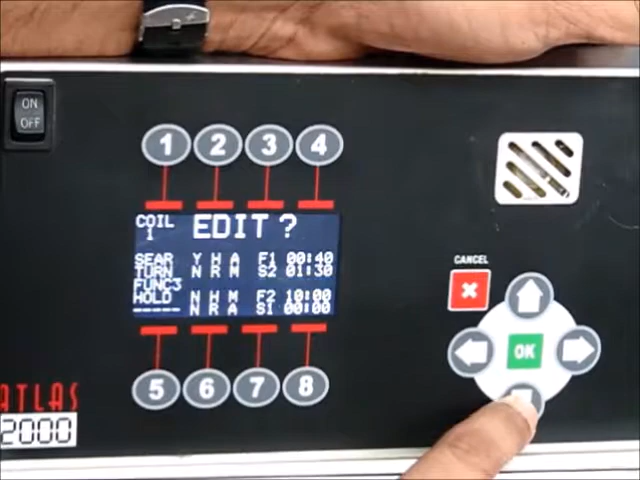 ON
OFF
1 2 3 4
COIL
1
EDIT ?
SEAR Y H A F1 00:40
TURN N R M S2 01:30
FUNC3
HOLD N H M F2 10:00
----- N R A S1 00:00
CANCEL
OK
5 6 7 8
ATLAS
2000